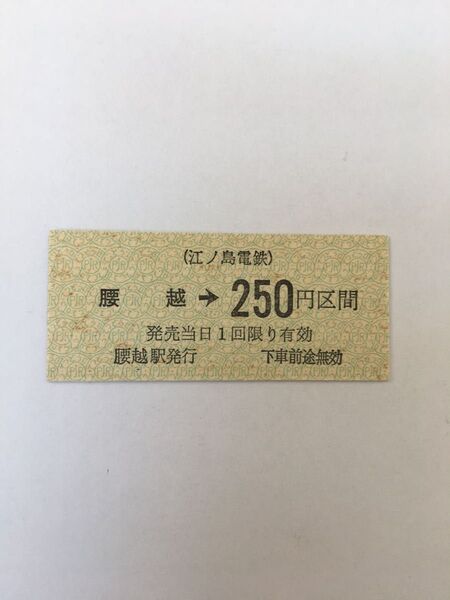 (江ノ島電鉄)
腰 越 → 250円区間
発売当日1回限り有効
腰越駅発行 下車前途無効